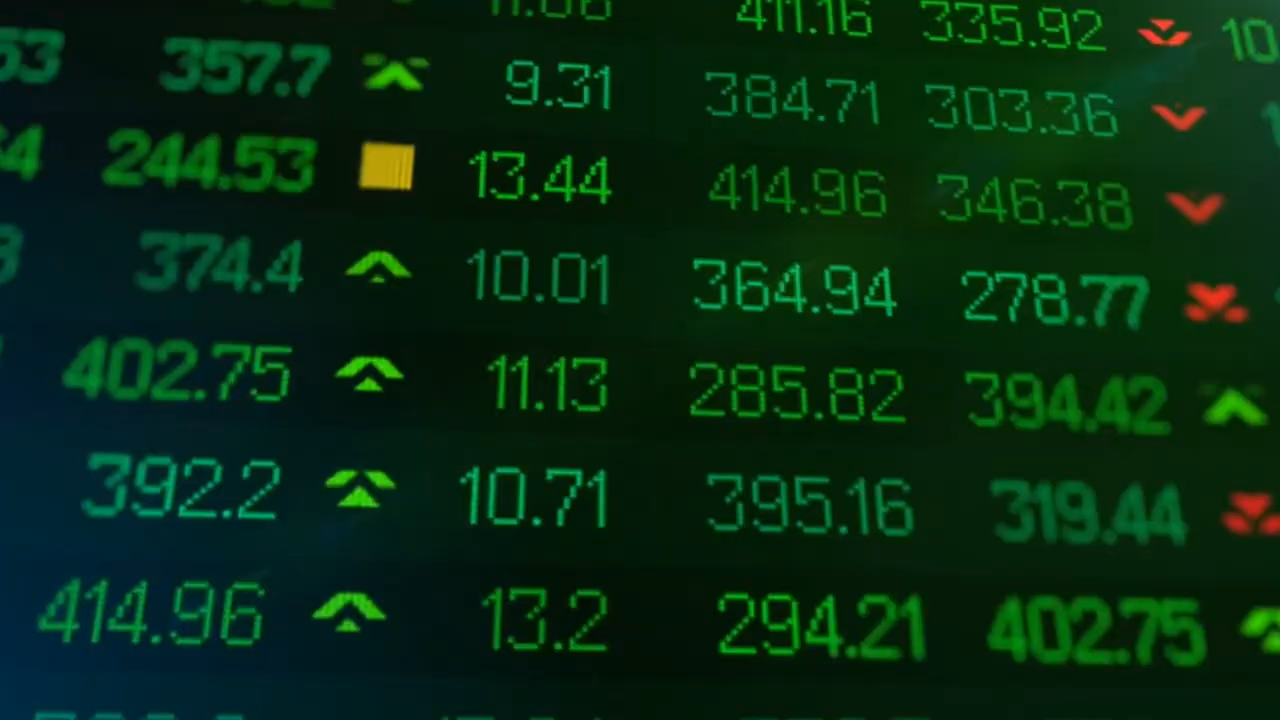 411.16 335.92 10
53 357.7 9.31 384.71 303.36
244.53 13.44 414.96 346.38
374.4 10.01 364.94 278.77
402.75 11.13 285.82 394.42
392.2 10.71 395.16 319.44
414.96 13.2 294.21 402.75